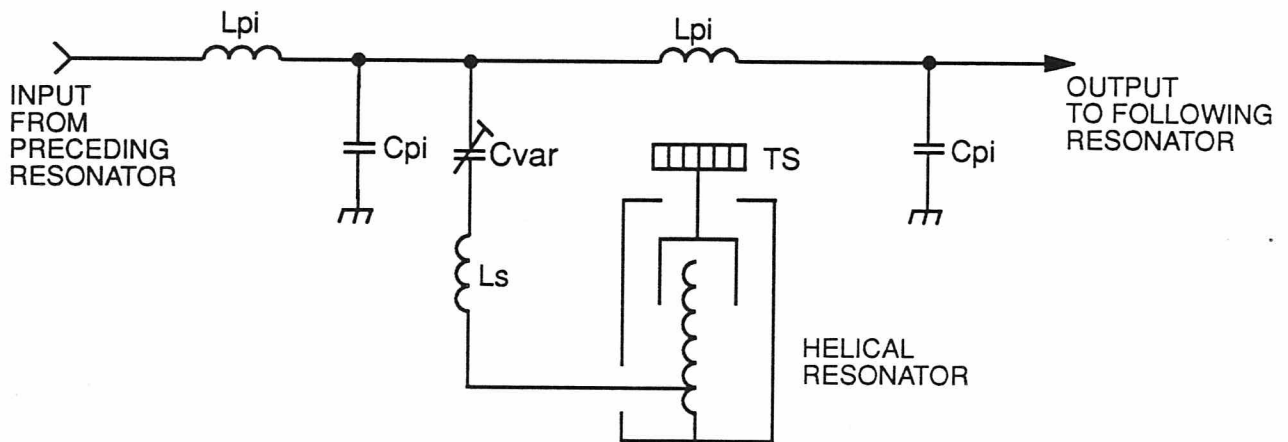 Lpi
Lpi
INPUT
FROM
PRECEDING
RESONATOR
OUTPUT
TO FOLLOWING
RESONATOR
Cpi
Cvar
TS
Cpi
Ls
HELICAL
RESONATOR